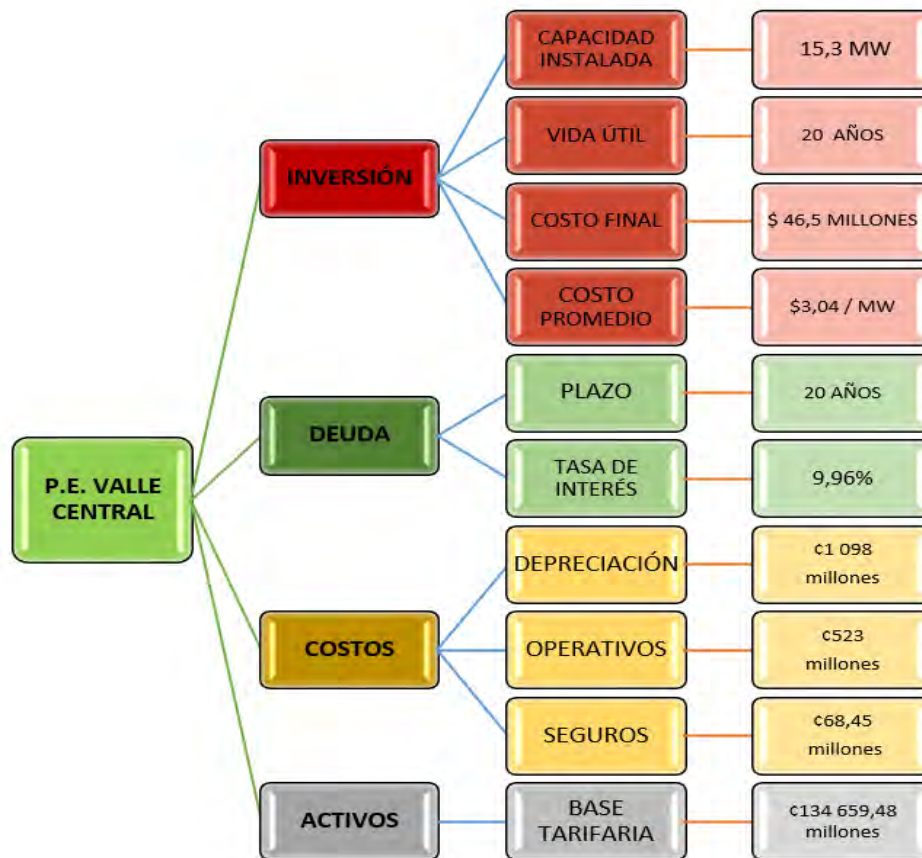 CAPACIDAD
INSTALADA
15,3 MW
VIDA ÚTIL
20 AÑOS
INVERSIÓN
COSTO FINAL
$ 46,5 MILLONES
COSTO
PROMEDIO
$3,04 / MW
PLAZO
20 AÑOS
DEUDA
TASA DE
INTERÉS
9,96%
P.E. VALLE
CENTRAL
DEPRECIACIÓN
¢1 098
millones
COSTOS
OPERATIVOS
¢523
millones
SEGUROS
¢68,45
millones
ACTIVOS
BASE
TARIFARIA
¢134 659,48
millones